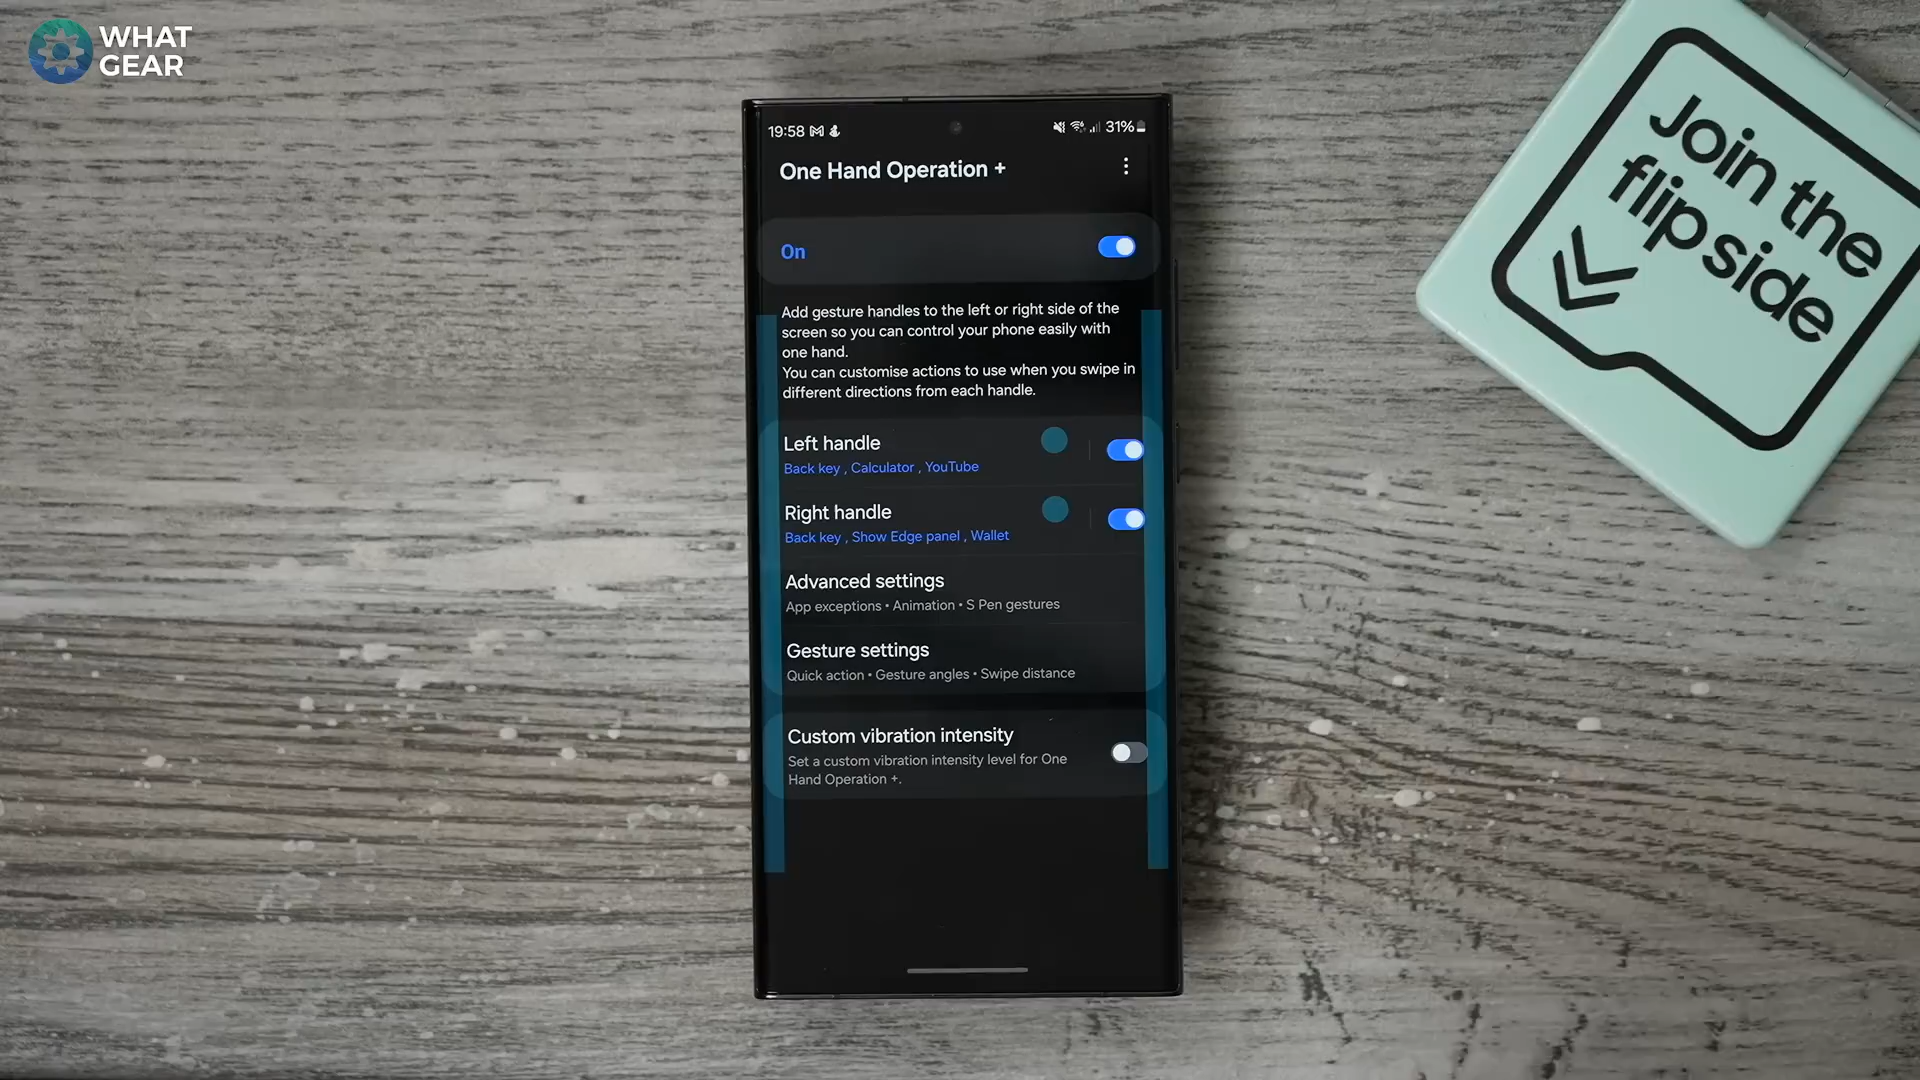 WHAT
GEAR
19:58
31%
One Hand Operation +
On
Add gesture handles to the left or right side of the
screen so you can control your phone easily with
one hand.
You can customise actions to use when you swipe in
different directions from each handle.
Left handle
Back key , Calculator , YouTube
Right handle
Back key , Show Edge panel , Wallet
Advanced settings
App exceptions • Animation • S Pen gestures
Gesture settings
Quick action • Gesture angles • Swipe distance
Custom vibration intensity
Set a custom vibration intensity level for One
Hand Operation +.
Join the
flip side